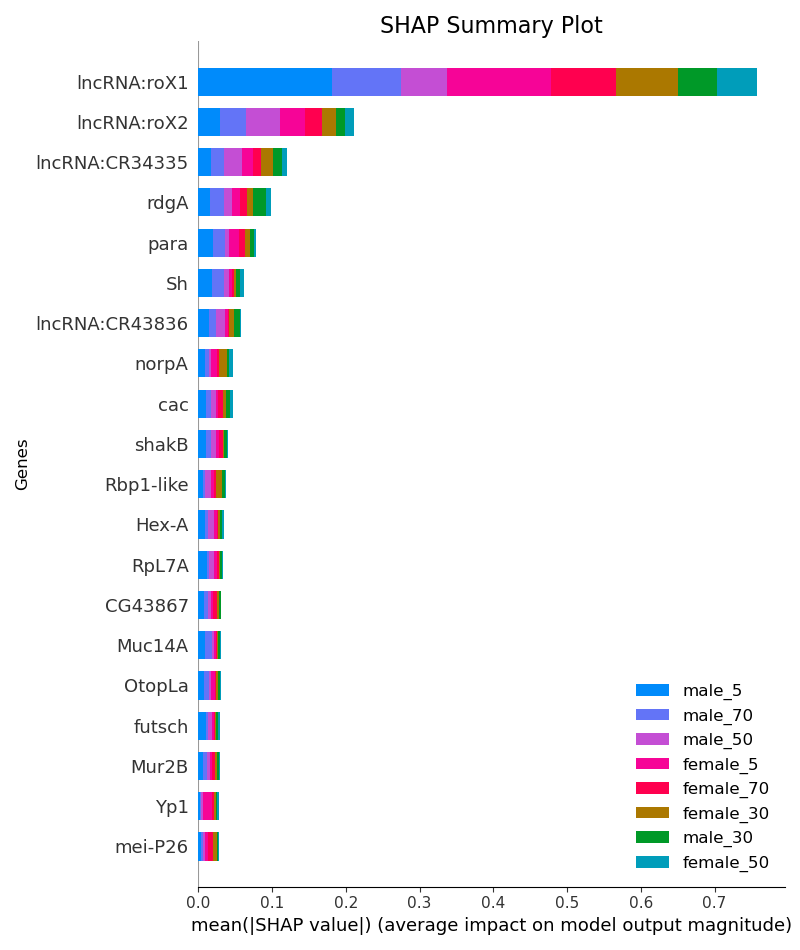 SHAP Summary Plot
Genes
lncRNA:roX1
lncRNA:roX2
lncRNA:CR34335
rdgA
para
Sh
lncRNA:CR43836
norpA
cac
shakB
Rbp1-like
Hex-A
RpL7A
CG43867
Muc14A
OtopLa
futsch
Mur2B
Yp1
mei-P26
male_5
male_70
male_50
female_5
female_70
female_30
male_30
female_50
0.0 0.1 0.2 0.3 0.4 0.5 0.6 0.7
mean(|SHAP value|) (average impact on model output magnitude)